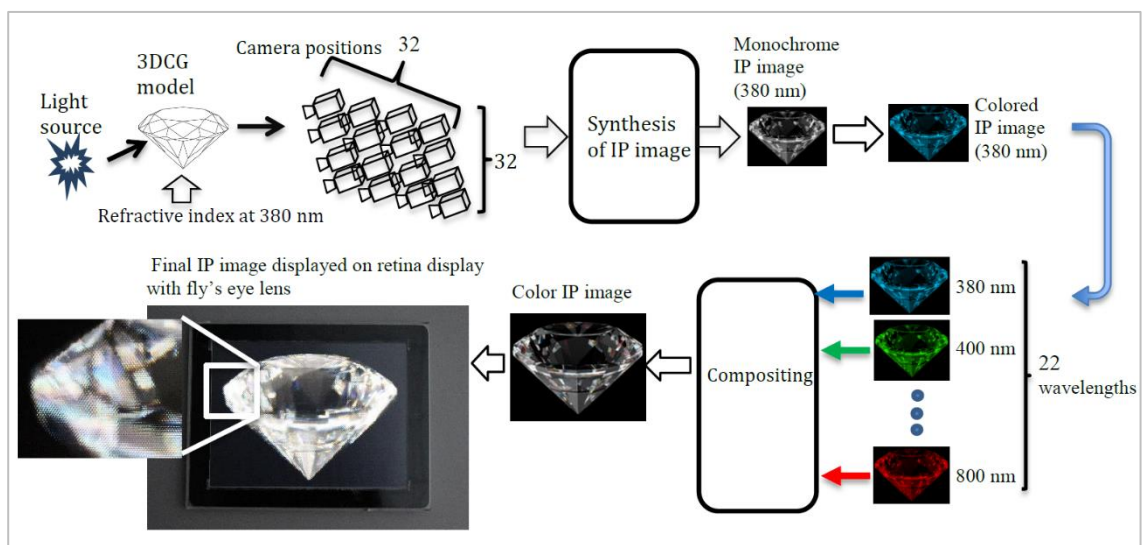 Camera positions 32
3DCG
model
Light
source
32
Refractive index at 380 nm
Synthesis
of IP image
Monochrome
IP image
(380 nm)
Colored
IP image
(380 nm)
Final IP image displayed on retina display
with fly's eye lens
Color IP image
Compositing
380 nm
400 nm
800 nm
22
wavelengths